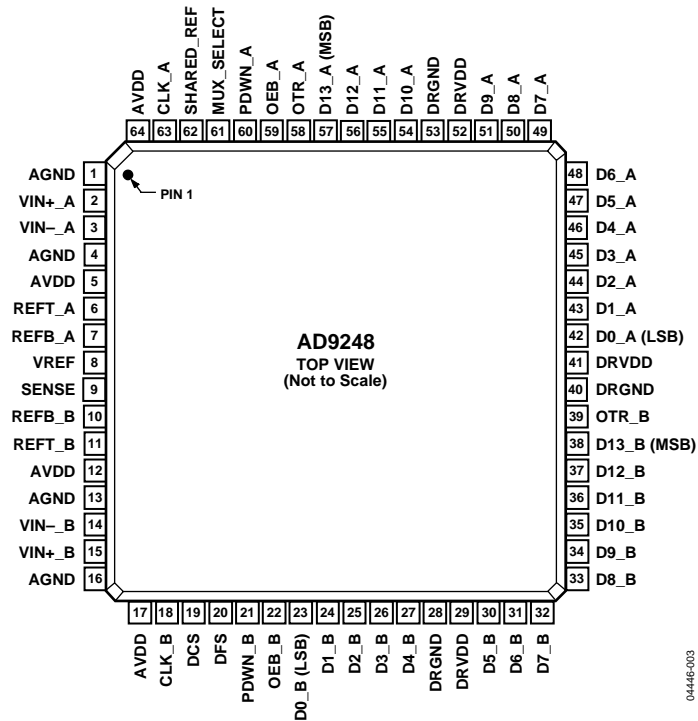 AVDD
CLK_A
SHARED_REF
MUX_SELECT
PDWN_A
OEB_A
OTR_A
D13_A (MSB)
D12_A
D11_A
D10_A
DRGND
DRVDD
D9_A
D8_A
D7_A
64 63 62 61 60 59 58 57 56 55 54 53 52 51 50 49
AGND 1
VIN+_A 2
VIN–_A 3
AGND 4
AVDD 5
REFT_A 6
REFB_A 7
VREF 8
SENSE 9
REFB_B 10
REFT_B 11
AVDD 12
AGND 13
VIN–_B 14
VIN+_B 15
AGND 16
PIN 1
AD9248
TOP VIEW
(Not to Scale)
48 D6_A
47 D5_A
46 D4_A
45 D3_A
44 D2_A
43 D1_A
42 D0_A (LSB)
41 DRVDD
40 DRGND
39 OTR_B
38 D13_B (MSB)
37 D12_B
36 D11_B
35 D10_B
34 D9_B
33 D8_B
17 18 19 20 21 22 23 24 25 26 27 28 29 30 31 32
AVDD
CLK_B
DCS
DFS
PDWN_B
OEB_B
D0_B (LSB)
D1_B
D2_B
D3_B
D4_B
DRGND
DRVDD
D5_B
D6_B
D7_B
04446-003